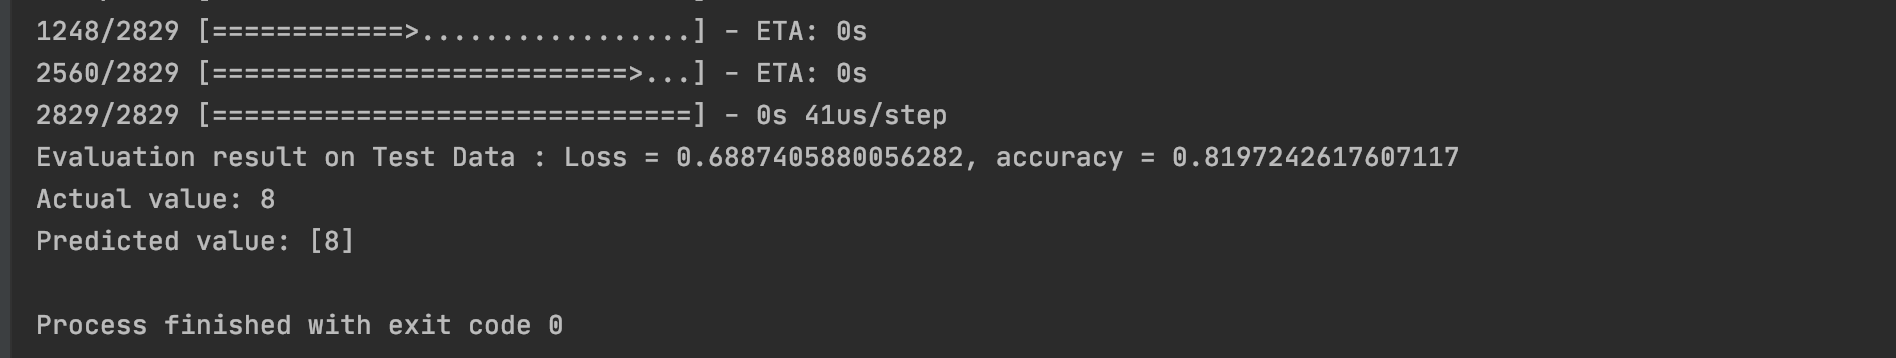 1248/2829 [============>.................] - ETA: 0s
2560/2829 [==========================>...] - ETA: 0s
2829/2829 [==============================] - 0s 41us/step
Evaluation result on Test Data : Loss = 0.6887405880056282, accuracy = 0.8197242617607117
Actual value: 8
Predicted value: [8]
Process finished with exit code 0